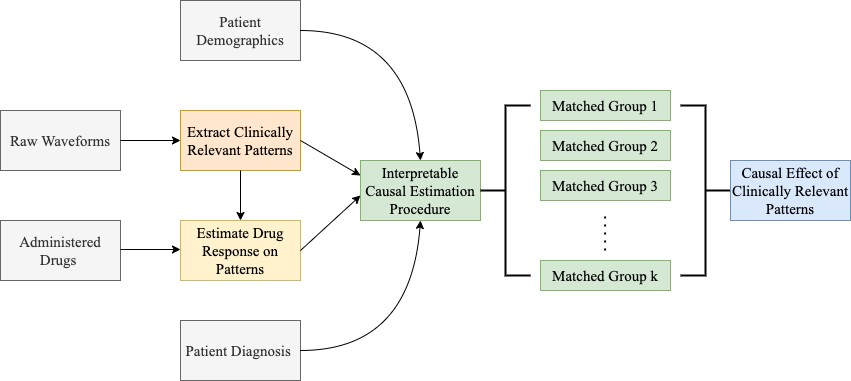 Patient
Demographics
Raw Waveforms
Extract Clinically
Relevant Patterns
Administered
Drugs
Estimate Drug
Response on
Patterns
Patient Diagnosis
Interpretable
Causal Estimation
Procedure
Matched Group 1
Matched Group 2
Matched Group 3
Matched Group k
Causal Effect of
Clinically Relevant
Patterns